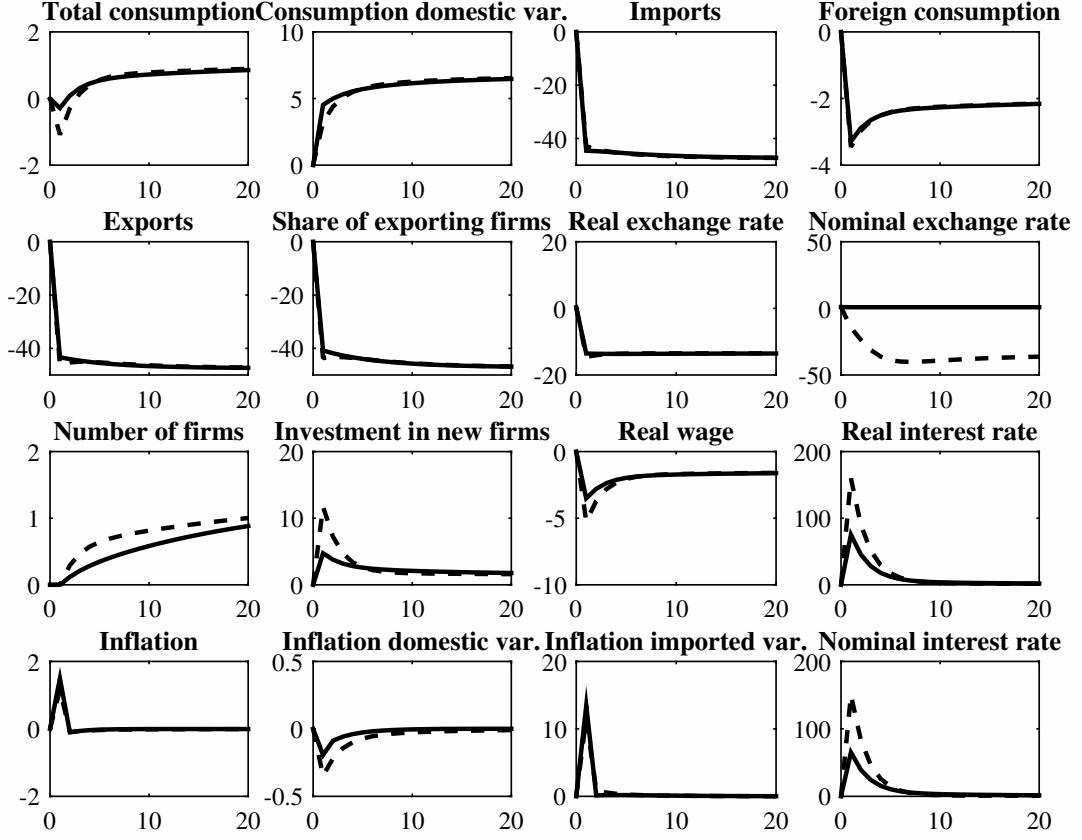 Total consumption Consumption domestic var. Imports Foreign consumption
2 10 0 0
0 5 -20 -2
-2 0 -40 -4
0 10 20 0 10 20 0 10 20 0 10 20
Exports Share of exporting firms Real exchange rate Nominal exchange rate
0 0 20 50
-20 -20 0 0
-40 -40 -20 -50
0 10 20 0 10 20 0 10 20 0 10 20
Number of firms Investment in new firms Real wage Real interest rate
2 20 0 200
1 10 -5 100
0 0 -10 0
0 10 20 0 10 20 0 10 20 0 10 20
Inflation Inflation domestic var. Inflation imported var. Nominal interest rate
2 0.5 20 200
0 0 10 100
-2 -0.5 0 0
0 10 20 0 10 20 0 10 20 0 10 20